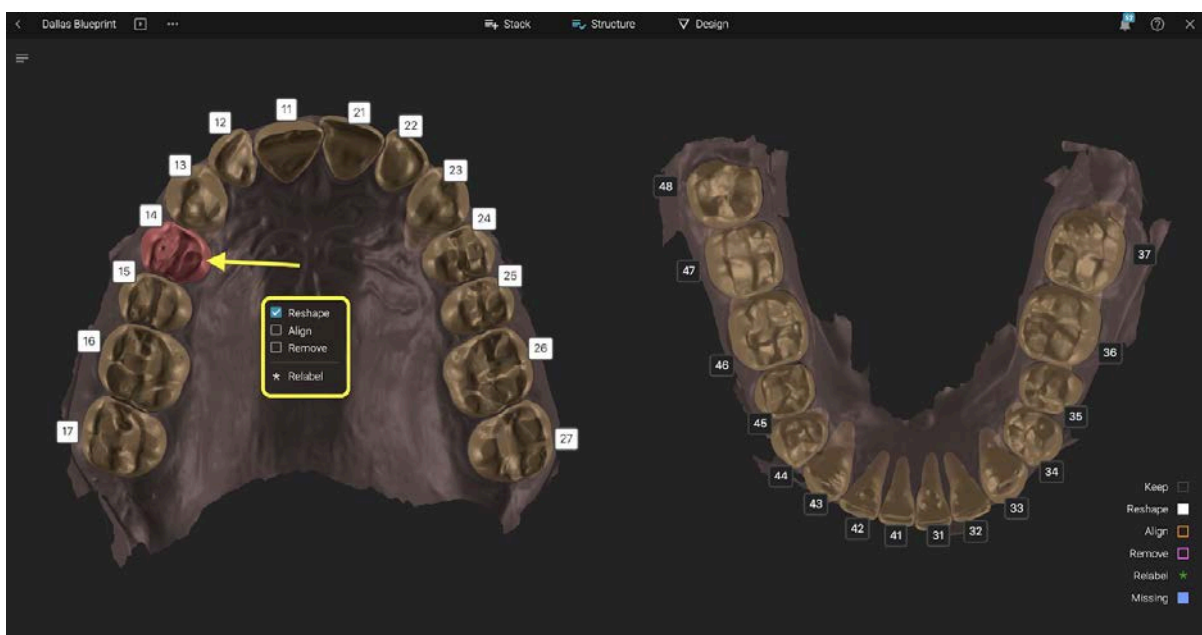 Dallas Blueprint
Stack
Structure
Design
12
11
21
22
13
23
14
24
15
25
16
26
17
27
Reshape
Align
Remove
Relabel
48
47
37
46
36
45
35
44
34
43
33
42
41
31
32
Keep
Reshape
Align
Remove
Relabel
Missing